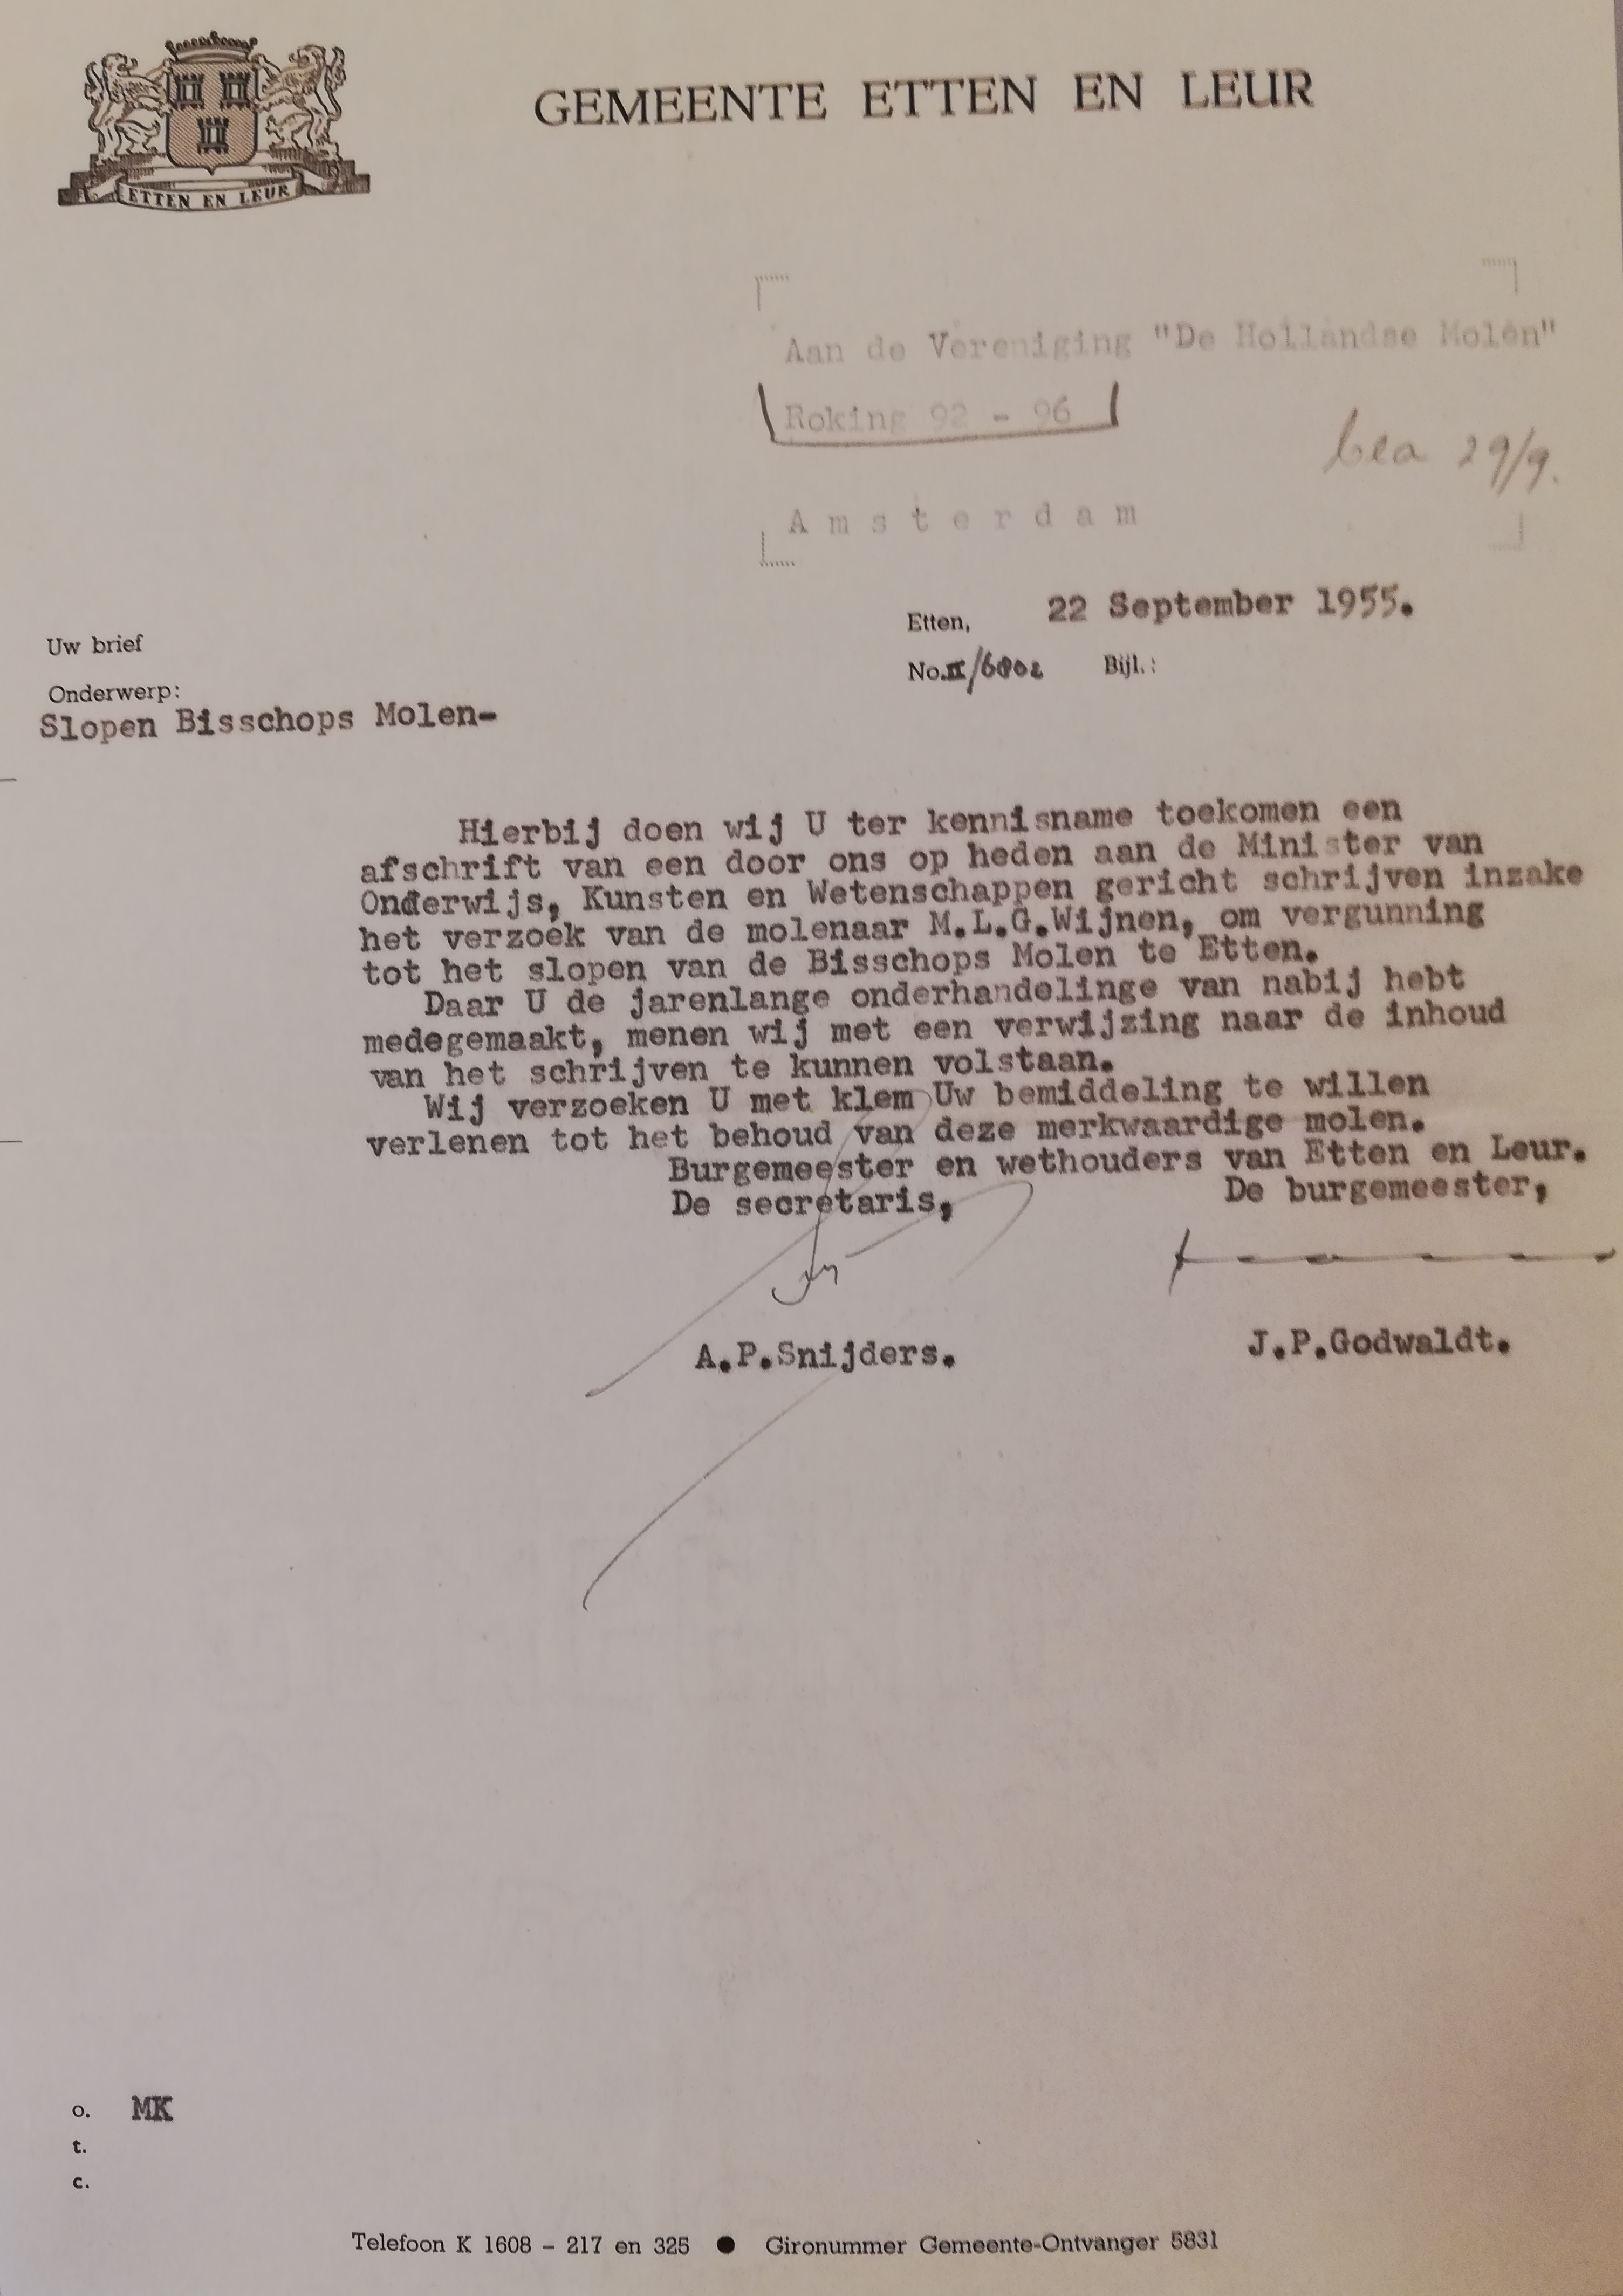 ETTEN EN LEUR
GEMEENTE ETTEN EN LEUR
Aan de Vereniging "De Hollandse Molen"
Roking 92 - 96
bea 29/9.
Amsterdam
Etten, 22 September 1955.
Uw brief
No. II/6802 Bijl.:
Onderwerp:
Slopen Bisschops Molen-
Hierbij doen wij U ter kennisname toekomen een
afschrift van een door ons op heden aan de Minister van
Onderwijs, Kunsten en Wetenschappen gericht schrijven inzake
het verzoek van de molenaar M.L.G.Wijnen, om vergunning
tot het slopen van de Bisschops Molen te Etten.
Daar U de jarenlange onderhandelinge van nabij hebt
medegemaakt, menen wij met een verwijzing naar de inhoud
van het schrijven te kunnen volstaan.
Wij verzoeken U met klem Uw bemiddeling te willen
verlenen tot het behoud van deze merkwaardige molen.
Burgemeester en wethouders van Etten en Leur.
De secretaris, De burgemeester,
A.P.Snijders. J.P.Godwaldt.
o. MK
t.
c.
Telefoon K 1608 – 217 en 325 ● Gironummer Gemeente-Ontvanger 5831